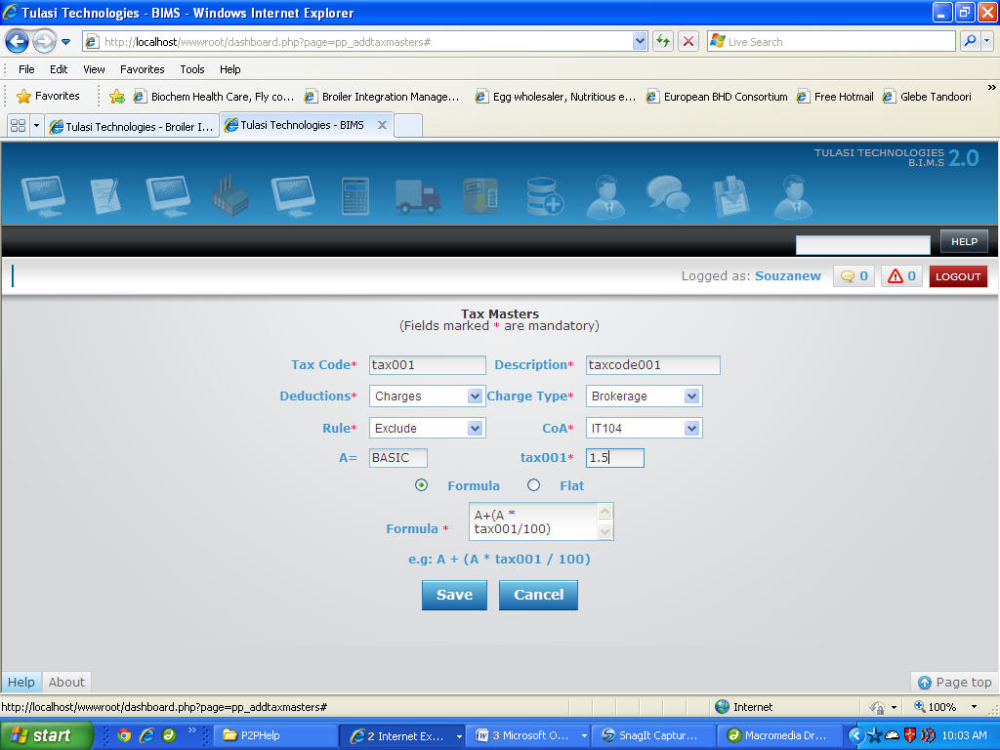 Tulasi Technologies - BIMS - Windows Internet Explorer
http://localhost/wwwroot/dashboard.php?page=pp_addtaxmasters#
Live Search
File Edit View Favorites Tools Help
Favorites Biochem Health Care, Fly co... Broiler Integration Manage... Egg wholesaler, Nutritious e... European BHD Consortium Free Hotmail Glebe Tandoori »
Tulasi Technologies - Broiler I... Tulasi Technologies - BIMS X
TULASI TECHNOLOGIES 2.0
B.I.M.S
HELP
Logged as: Souzanew 0 0 LOGOUT
Tax Masters
(Fields marked * are mandatory)
Tax Code* tax001 Description* taxcode001
Deductions* Charges Charge Type* Brokerage
Rule* Exclude CoA* IT104
A= BASIC tax001* 1.5
Formula Flat
Formula * A+(A *
tax001/100)
e.g: A + (A * tax001 / 100)
Save Cancel
Help About Page top
http://localhost/wwwroot/dashboard.php?page=pp_addtaxmasters# Internet 100%
start » P2PHelp 2 Internet Ex... 3 Microsoft O... SnagIt Captur... Macromedia Dr... 10:03 AM